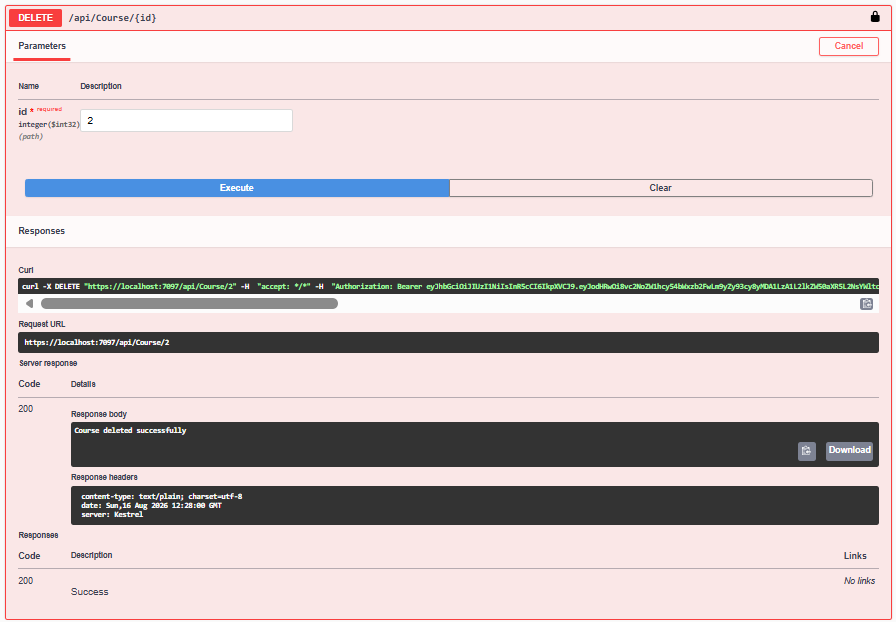 DELETE /api/Course/{id}
Parameters
Cancel
Name Description
id * required
integer($int32)
(path)
2
Execute Clear
Responses
Curl
curl -X DELETE "https://localhost:7097/api/Course/2" -H "accept: */*" -H "Authorization: Bearer
Request URL
https://localhost:7097/api/Course/2
Server response
Code Details
200
Response body
Course deleted successfully
Download
Response headers
content-type: text/plain; charset=utf-8
date: Sun,16 Aug 2026 12:28:00 GMT
server: Kestrel
Responses
Code Description Links
200 No links
Success